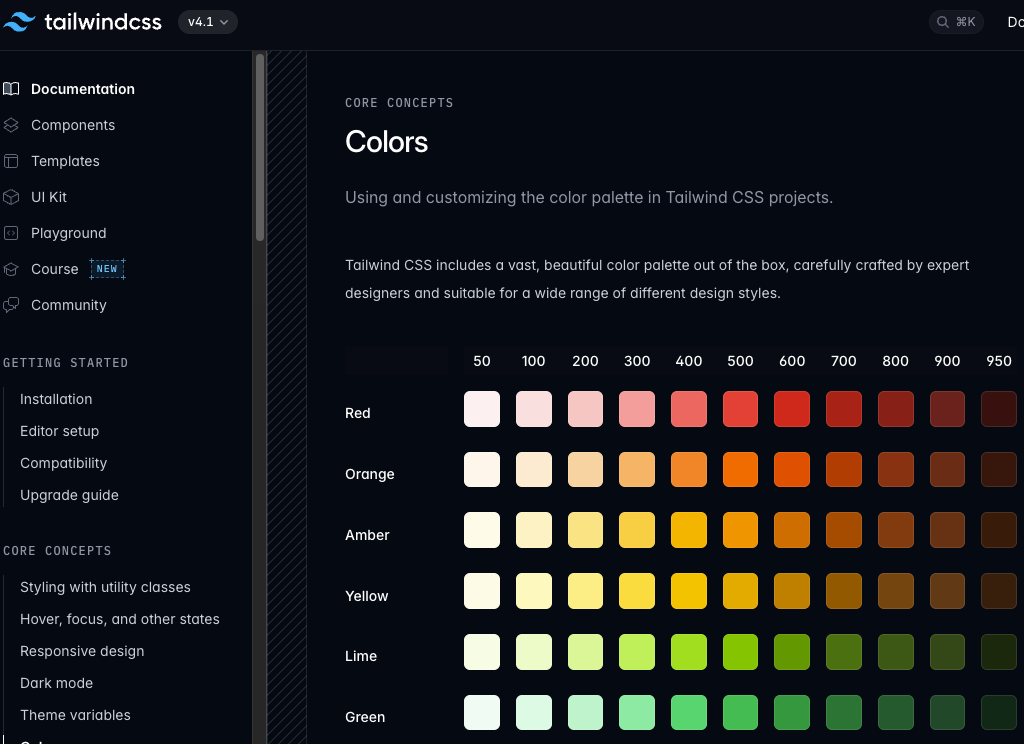 tailwindcss
v4.1
⌘K
Documentation
Components
Templates
UI Kit
Playground
Course NEW
Community
GETTING STARTED
Installation
Editor setup
Compatibility
Upgrade guide
CORE CONCEPTS
Styling with utility classes
Hover, focus, and other states
Responsive design
Dark mode
Theme variables
CORE CONCEPTS
Colors
Using and customizing the color palette in Tailwind CSS projects.
Tailwind CSS includes a vast, beautiful color palette out of the box, carefully crafted by expert
designers and suitable for a wide range of different design styles.
50 100 200 300 400 500 600 700 800 900 950
Red
Orange
Amber
Yellow
Lime
Green